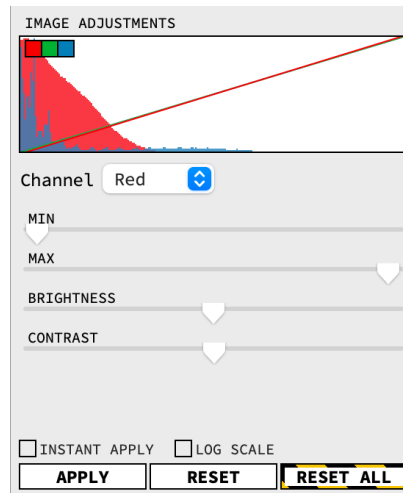 IMAGE ADJUSTMENTS
Channel Red
MIN
MAX
BRIGHTNESS
CONTRAST
INSTANT APPLY LOG SCALE
APPLY RESET RESET ALL